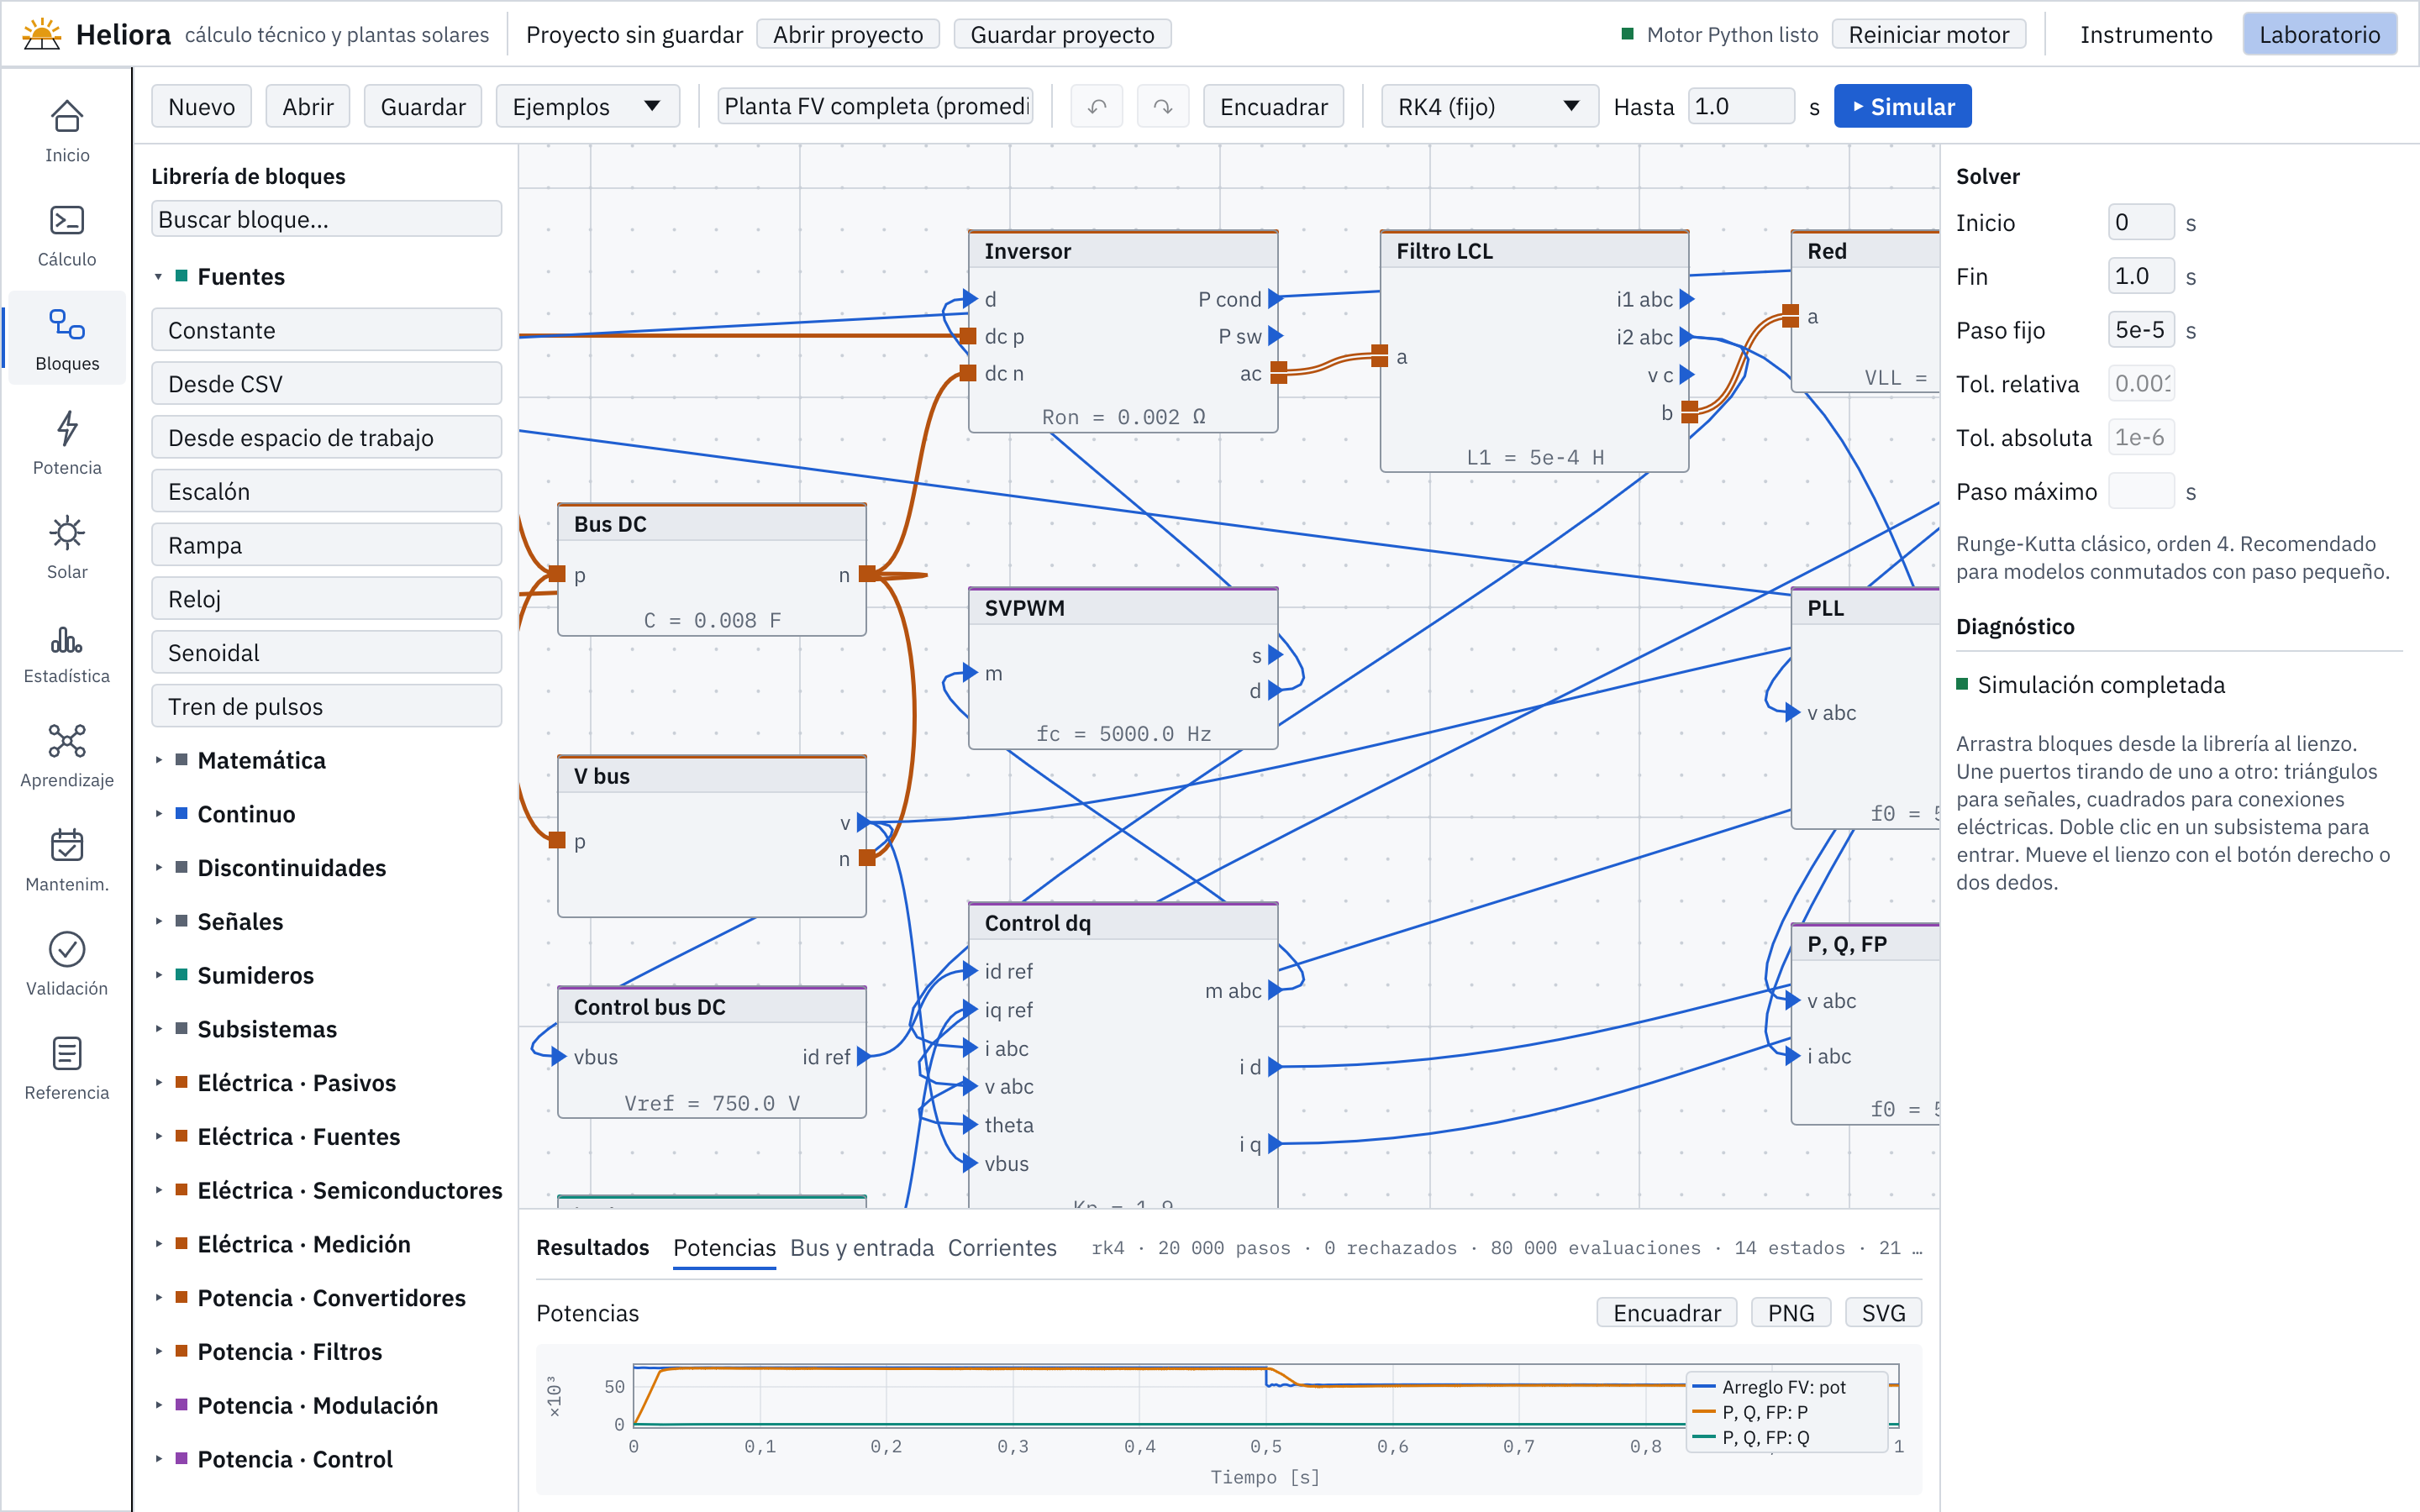 Heliora cálculo técnico y plantas solares Proyecto sin guardar Abrir proyecto Guardar proyecto Motor Python listo Reiniciar motor Instrumento Laboratorio
Nuevo Abrir Guardar Ejemplos Planta FV completa (promedi Encuadrar RK4 (fijo) Hasta 1.0 s Simular
Inicio
Cálculo
Bloques
Potencia
Solar
Estadística
Aprendizaje
Mantenim.
Validación
Referencia
Librería de bloques
Buscar bloque...
Fuentes
Constante
Desde CSV
Desde espacio de trabajo
Escalón
Rampa
Reloj
Senoidal
Tren de pulsos
Matemática
Continuo
Discontinuidades
Señales
Sumideros
Subsistemas
Eléctrica · Pasivos
Eléctrica · Fuentes
Eléctrica · Semiconductores
Eléctrica · Medición
Potencia · Convertidores
Potencia · Filtros
Potencia · Modulación
Potencia · Control
Inversor
d P cond
dc p P sw
dc n ac
Ron = 0.002 Ω
Filtro LCL
i1 abc
i2 abc
a
v c
b
L1 = 5e-4 H
Red
a
VLL =
Bus DC
p n
C = 0.008 F
SVPWM
s
m
d
fc = 5000.0 Hz
PLL
v abc
f0 = 5
V bus
v
p
n
Control bus DC
vbus id ref
Vref = 750.0 V
Control dq
id ref
m abc
iq ref
i abc
i d
v abc
theta
i q
vbus
Kp = 1.9
P, Q, FP
v abc
i abc
f0 = 5
Resultados Potencias Bus y entrada Corrientes rk4 · 20 000 pasos · 0 rechazados · 80 000 evaluaciones · 14 estados · 21 …
Potencias Encuadrar PNG SVG
×10³
50
0
0 0,1 0,2 0,3 0,4 0,5 0,6 0,7 0,8 1
Tiempo [s]
Arreglo FV: pot
P, Q, FP: P
P, Q, FP: Q
Solver
Inicio 0 s
Fin 1.0 s
Paso fijo 5e-5 s
Tol. relativa 0.001
Tol. absoluta 1e-6
Paso máximo s
Runge-Kutta clásico, orden 4. Recomendado
para modelos conmutados con paso pequeño.
Diagnóstico
Simulación completada
Arrastra bloques desde la librería al lienzo.
Une puertos tirando de uno a otro: triángulos
para señales, cuadrados para conexiones
eléctricas. Doble clic en un subsistema para
entrar. Mueve el lienzo con el botón derecho o
dos dedos.